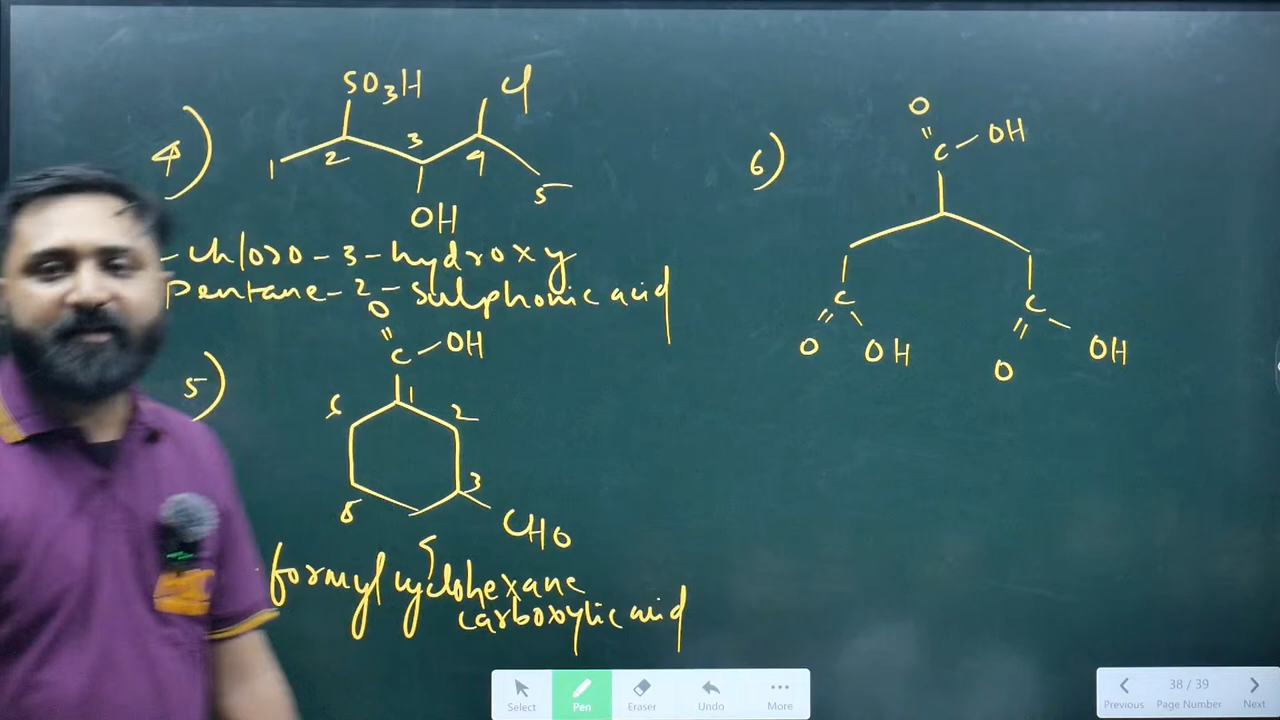 4)
SO3H
Cl
1 2 3 4 5
OH
-chloro-3-hydroxy
Pentane-2-sulphonic acid
5)
O
C-OH
1
6 2
5 3
CHO
formyl cyclohexane
carboxylic acid
6)
O
C-OH
C C
O OH O OH
Select Pen Eraser Undo More
Previous 38 / 39 Page Number Next